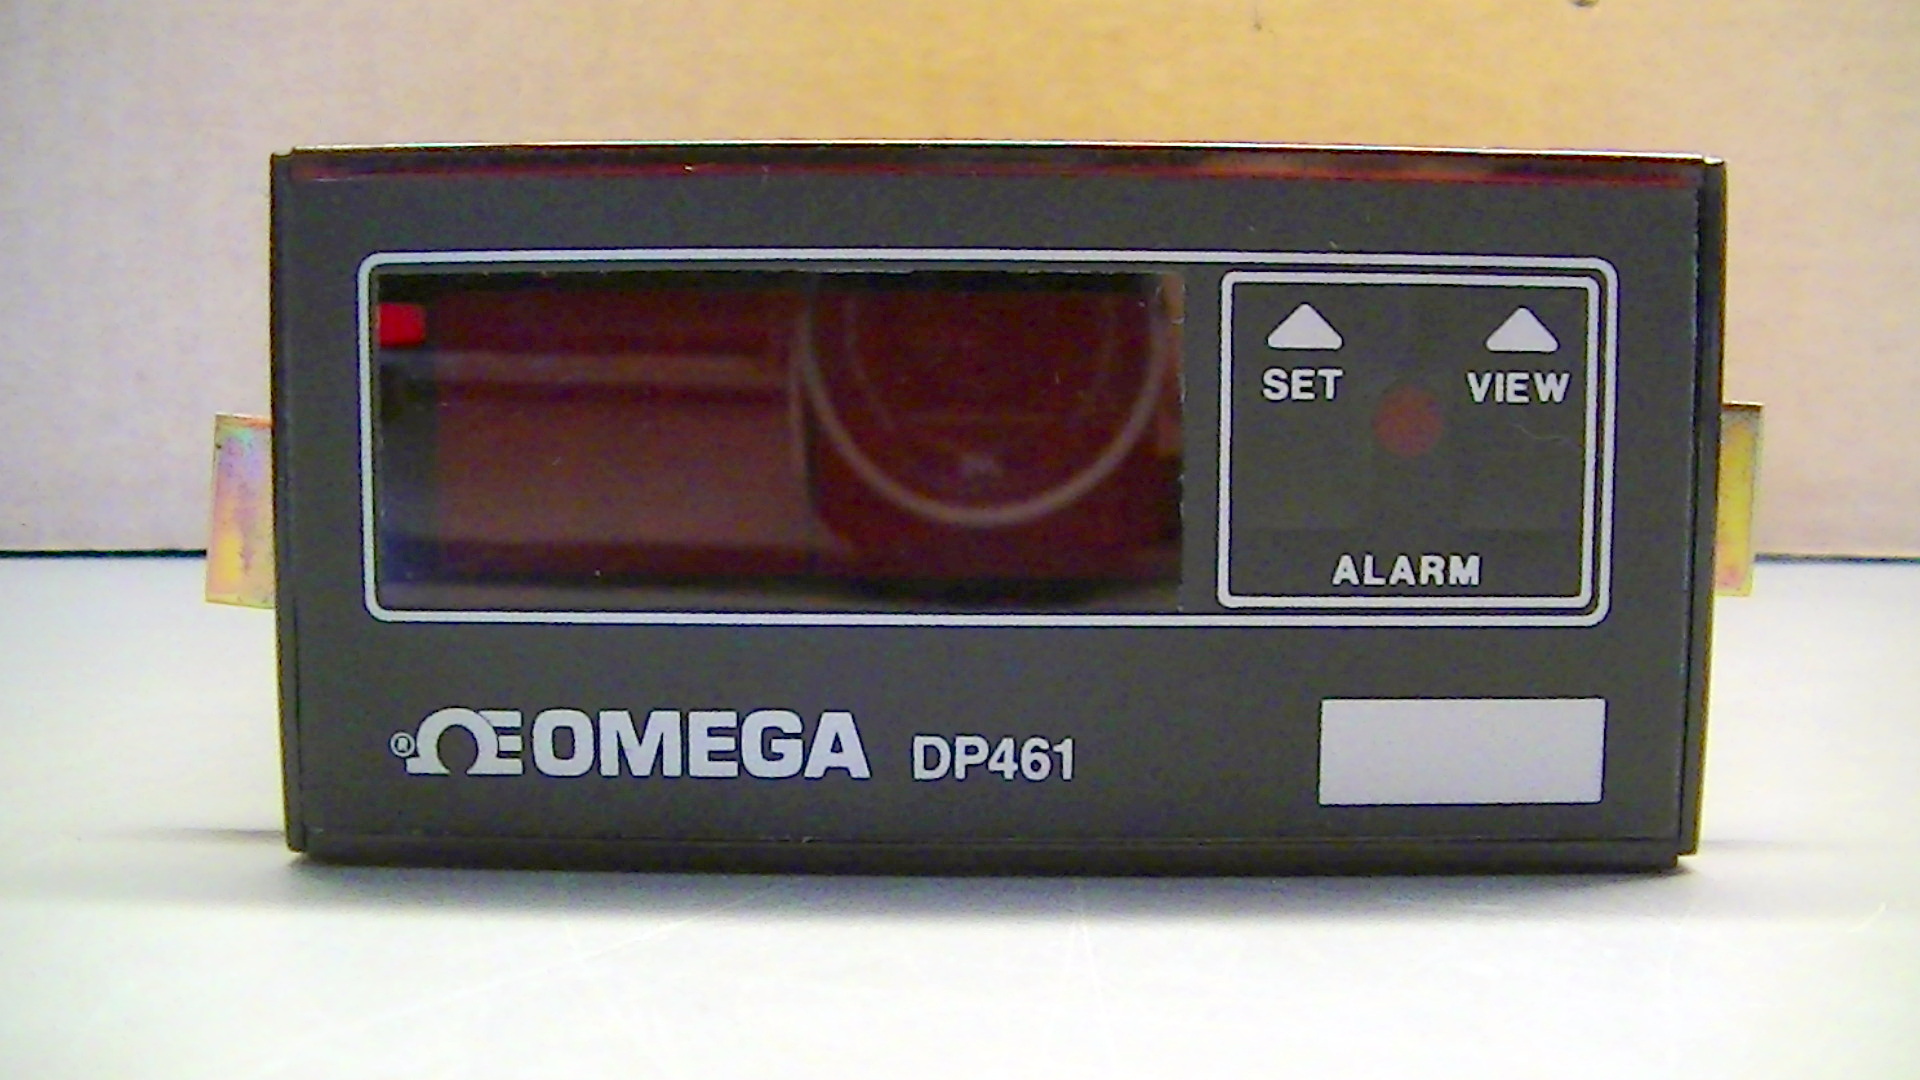 SET VIEW
ALARM
® OMEGA DP461